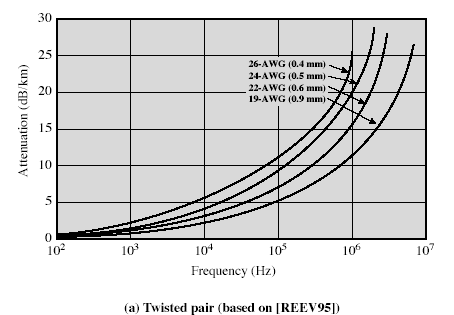 30
25
20
15
10
5
0
Attenuation (dB/km)
26-AWG (0.4 mm)
24-AWG (0.5 mm)
22-AWG (0.6 mm)
19-AWG (0.9 mm)
10² 10³ 10⁴ 10⁵ 10⁶ 10⁷
Frequency (Hz)
(a) Twisted pair (based on [REEV95])